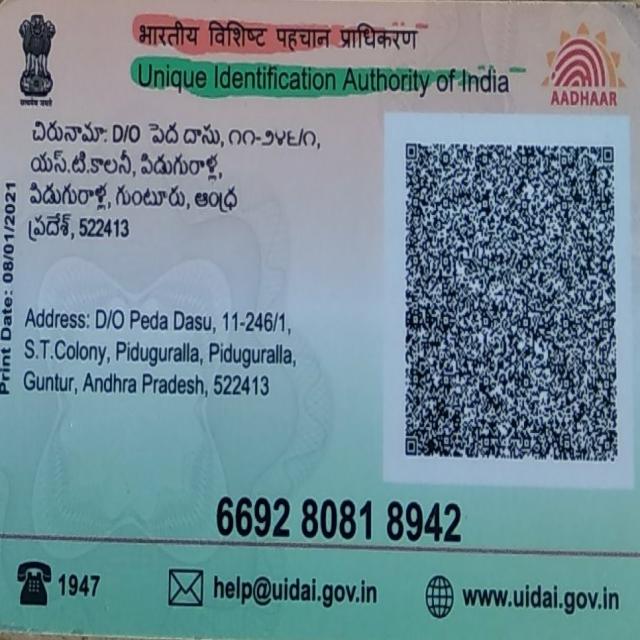 भारतीय विशिष्ट पहचान प्राधिकरण
Unique Identification Authority of India
सत्यमेव जयते
AADHAAR
చిరునామా: D/O పెద దాసు, ౧౧-౨౪౬/౧,
యస్.టి.కాలనీ, పిడుగురాళ్ల,
పిడుగురాళ్ల, గుంటూరు, ఆంధ్ర
ప్రదేశ్, 522413
Print Date: 08/01/2021
Address: D/O Peda Dasu, 11-246/1,
S.T.Colony, Piduguralla, Piduguralla,
Guntur, Andhra Pradesh, 522413
6692 8081 8942
1947
help@uidai.gov.in
www.uidai.gov.in